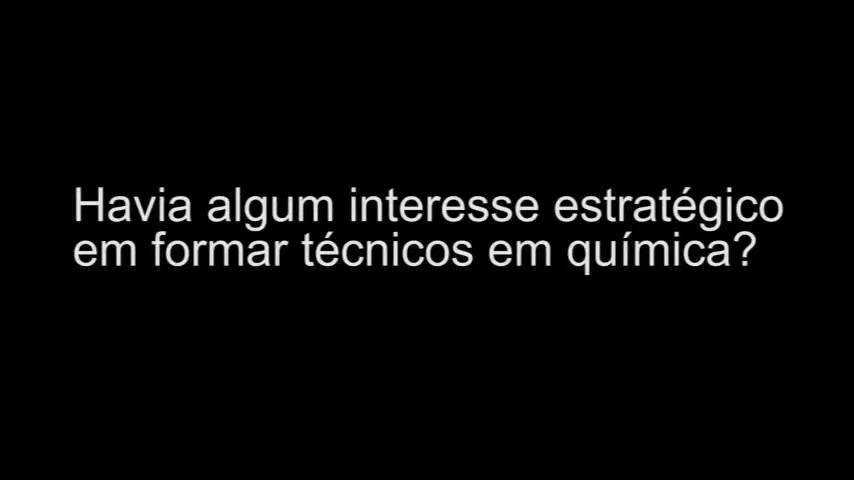 Havia algum interesse estratégico
em formar técnicos em química?